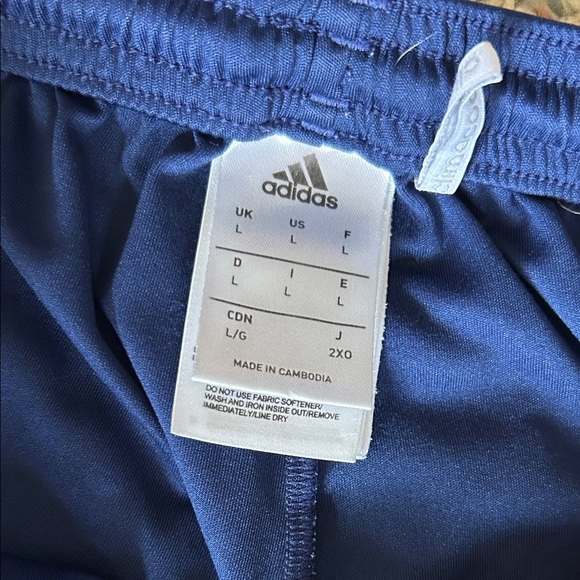 climacool
adidas
UK US F
L L L
D I E
L L L
CDN J
L/G 2XO
MADE IN CAMBODIA
DO NOT USE FABRIC SOFTENER/
WASH AND IRON INSIDE OUT/REMOVE
IMMEDIATELY/LINE DRY